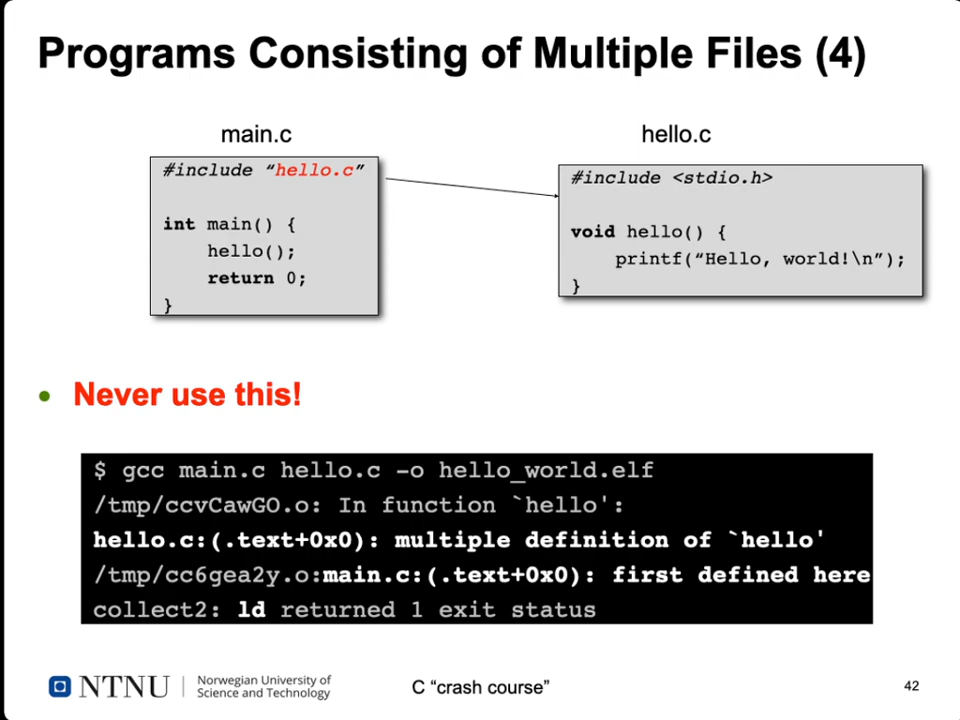 Programs Consisting of Multiple Files (4)
main.c
#include “hello.c”
int main() {
hello();
return 0;
}
hello.c
#include <stdio.h>
void hello() {
printf(“Hello, world!\n”);
}
• Never use this!
$ gcc main.c hello.c -o hello_world.elf
/tmp/ccvCawGO.o: In function `hello':
hello.c:(.text+0x0): multiple definition of `hello'
/tmp/cc6gea2y.o:main.c:(.text+0x0): first defined here
collect2: ld returned 1 exit status
NTNU
Norwegian University of
Science and Technology
C “crash course”
42